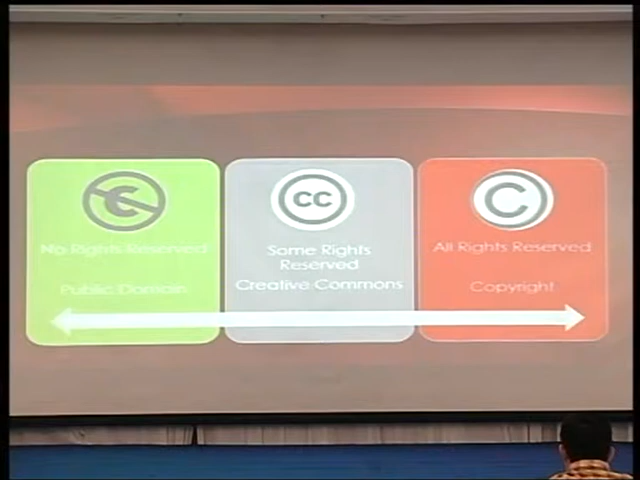 No Rights Reserved
Public Domain
CC
Some Rights
Reserved
Creative Commons
C
All Rights Reserved
Copyright